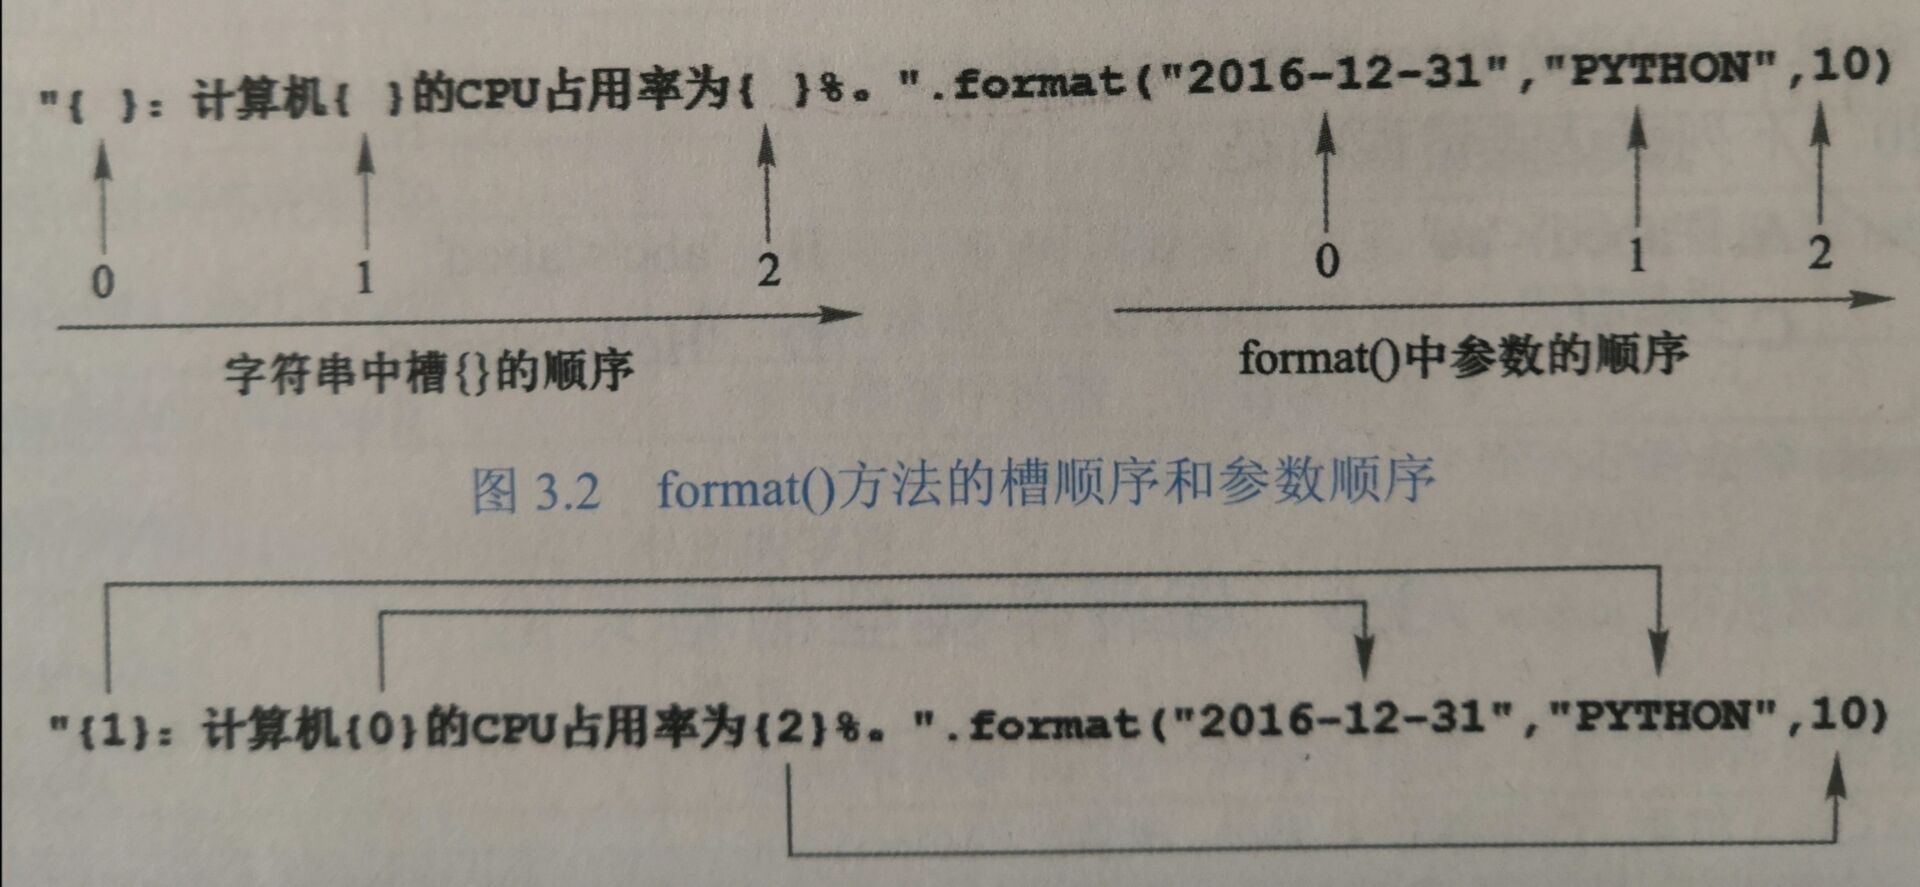 "{ }：计算机{ }的CPU占用率为{ }%。".format("2016-12-31","PYTHON",10)
0 1 2 0 1 2
字符串中槽{}的顺序 format()中参数的顺序
图 3.2 format()方法的槽顺序和参数顺序
"{1}：计算机{0}的CPU占用率为{2}%。".format("2016-12-31","PYTHON",10)